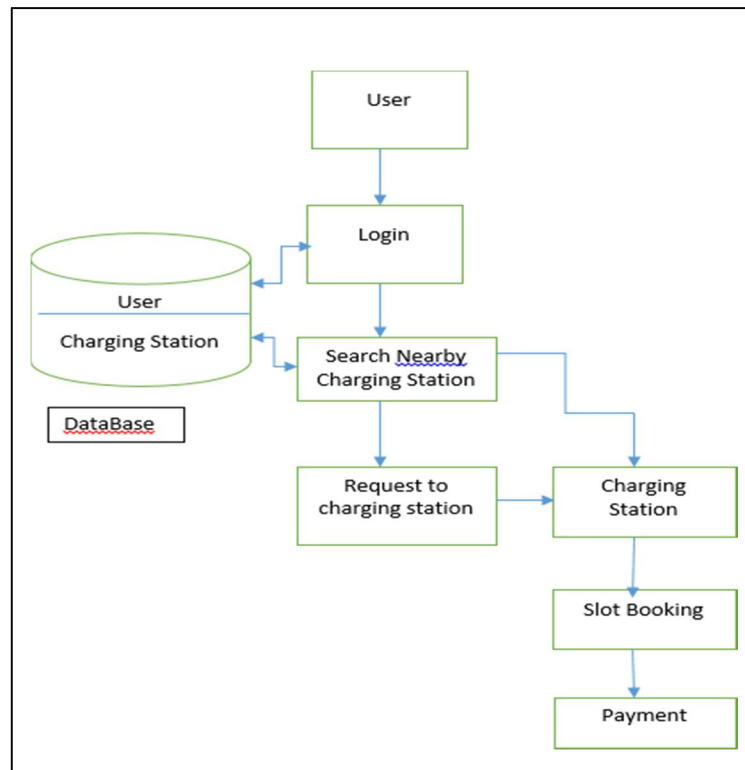 User
Login
User
Charging Station
Search Nearby
Charging Station
DataBase
Request to
charging station
Charging
Station
Slot Booking
Payment